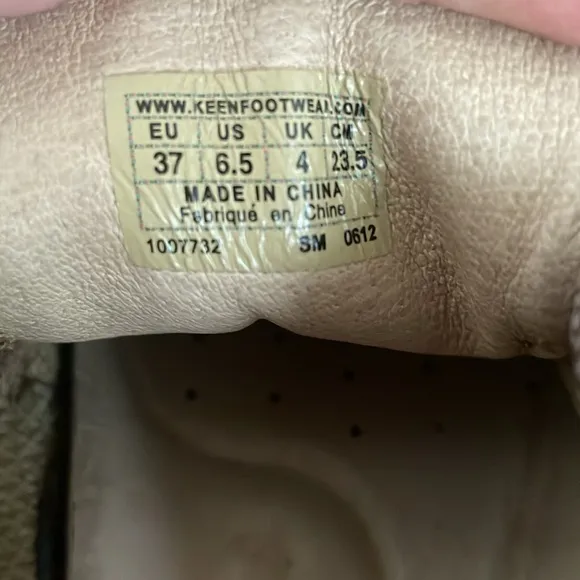 WWW.KEENFOOTWEAR.COM
EU US UK CM
37 6.5 4 23.5
MADE IN CHINA
Fabriqué en Chine
1007732 SM 0612